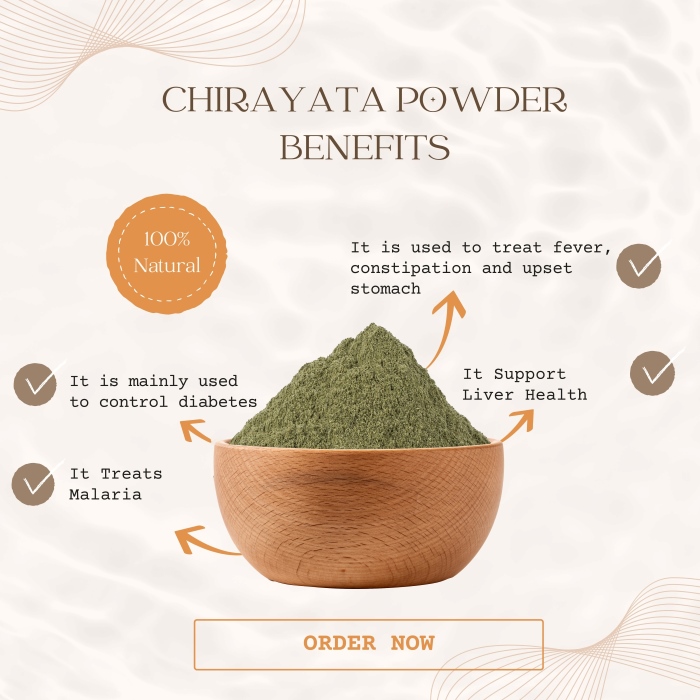 CHIRAYATA POWDER
BENEFITS
100%
Natural
It is used to treat fever,
constipation and upset
stomach
It is mainly used
to control diabetes
It Support
Liver Health
It Treats
Malaria
ORDER NOW